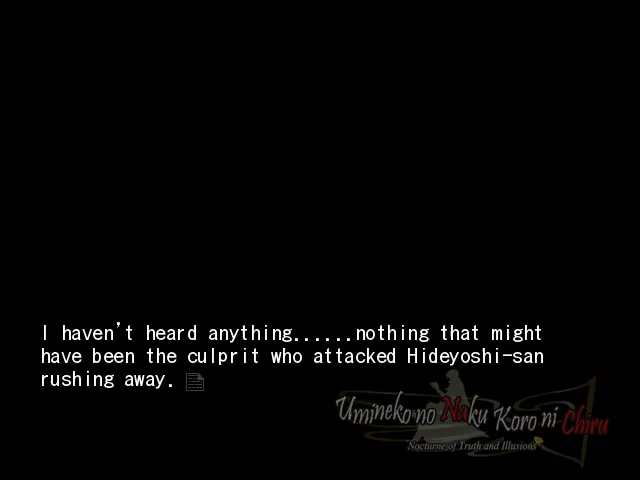 I haven't heard anything......nothing that might
have been the culprit who attacked Hideyoshi-san
rushing away.
Umineko no Naku Koro ni Chiru
Nocturne of Truth and Illusions